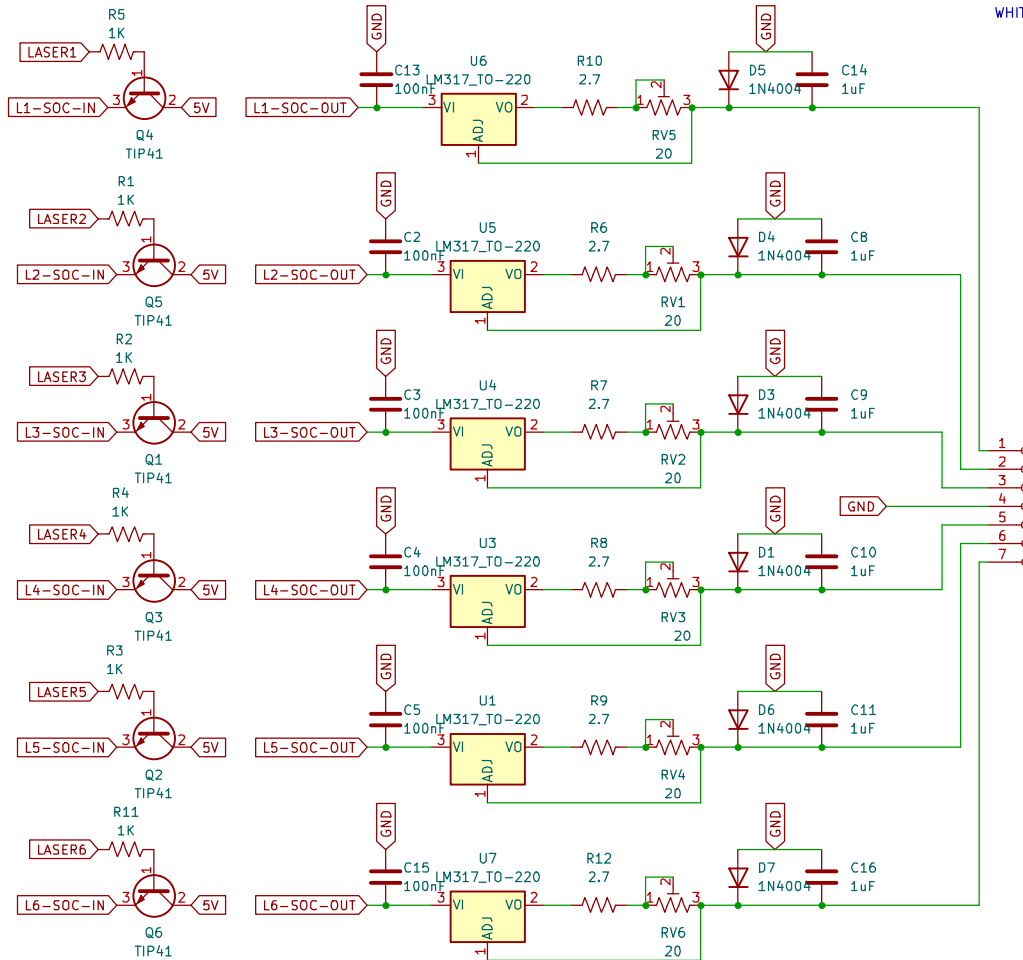 WHIT
R5
1K
LASER1
1
L1-SOC-IN
3
2
5V
Q4
TIP41
GND
C13
100nF
L1-SOC-OUT
U6
LM317_TO-220
3
VI
VO
2
ADJ
1
R10
2.7
1
2
3
RV5
20
GND
D5
1N4004
C14
1uF
R1
1K
LASER2
1
L2-SOC-IN
3
2
5V
Q5
TIP41
GND
C2
100nF
L2-SOC-OUT
U5
LM317_TO-220
3
VI
VO
2
ADJ
1
R6
2.7
1
2
3
RV1
20
GND
D4
1N4004
C8
1uF
R2
1K
LASER3
1
L3-SOC-IN
3
2
5V
Q1
TIP41
GND
C3
100nF
L3-SOC-OUT
U4
LM317_TO-220
3
VI
VO
2
ADJ
1
R7
2.7
1
2
3
RV2
20
GND
D3
1N4004
C9
1uF
1
2
3
GND
4
5
6
7
R4
1K
LASER4
1
L4-SOC-IN
3
2
5V
Q3
TIP41
GND
C4
100nF
L4-SOC-OUT
U3
LM317_TO-220
3
VI
VO
2
ADJ
1
R8
2.7
1
2
3
RV3
20
GND
D1
1N4004
C10
1uF
R3
1K
LASER5
1
L5-SOC-IN
3
2
5V
Q2
TIP41
GND
C5
100nF
L5-SOC-OUT
U1
LM317_TO-220
3
VI
VO
2
ADJ
1
R9
2.7
1
2
3
RV4
20
GND
D6
1N4004
C11
1uF
R11
1K
LASER6
1
L6-SOC-IN
3
2
5V
Q6
TIP41
GND
C15
100nF
L6-SOC-OUT
U7
LM317_TO-220
3
VI
VO
2
ADJ
1
R12
2.7
1
2
3
RV6
20
GND
D7
1N4004
C16
1uF